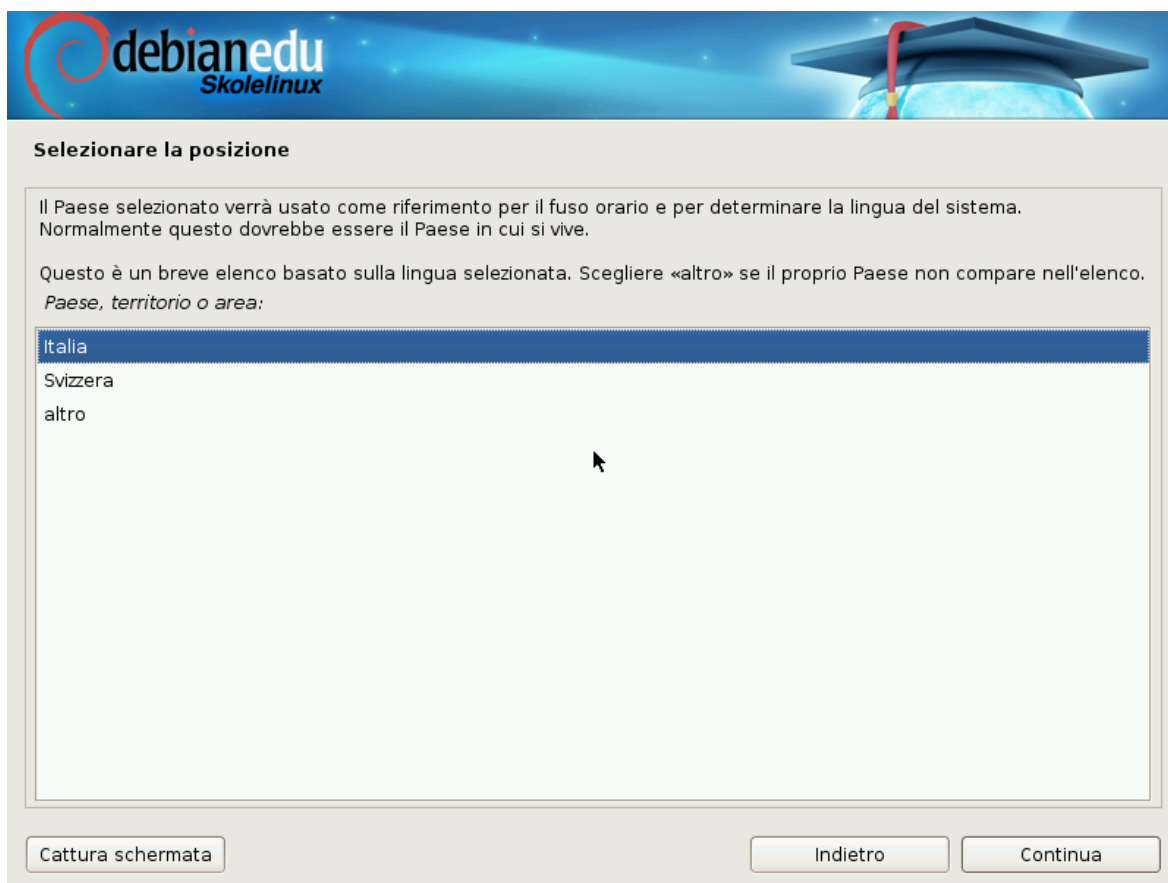 debianedu
Skolelinux
Selezionare la posizione
Il Paese selezionato verrà usato come riferimento per il fuso orario e per determinare la lingua del sistema.
Normalmente questo dovrebbe essere il Paese in cui si vive.
Questo è un breve elenco basato sulla lingua selezionata. Scegliere «altro» se il proprio Paese non compare nell'elenco.
Paese, territorio o area:
Italia
Svizzera
altro
Cattura schermata
Indietro
Continua